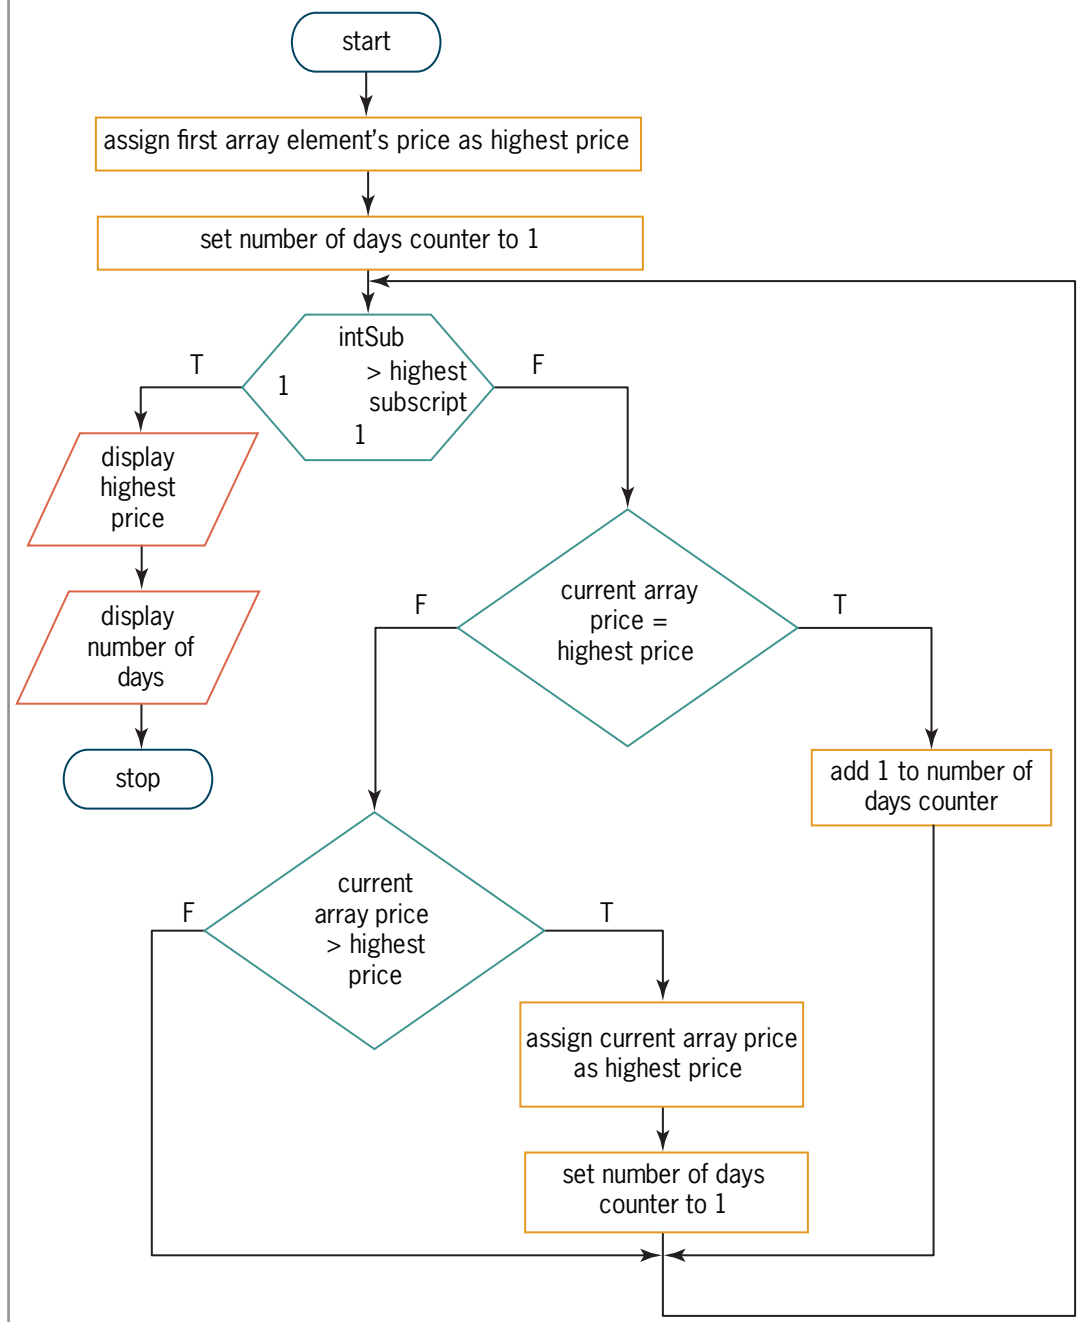 start
assign first array element's price as highest price
set number of days counter to 1
intSub
T
F
1
> highest
subscript
1
display
highest
price
display
number of
days
stop
current array
price =
highest price
F
T
add 1 to number of
days counter
current
array price
> highest
price
F
T
assign current array price
as highest price
set number of days
counter to 1